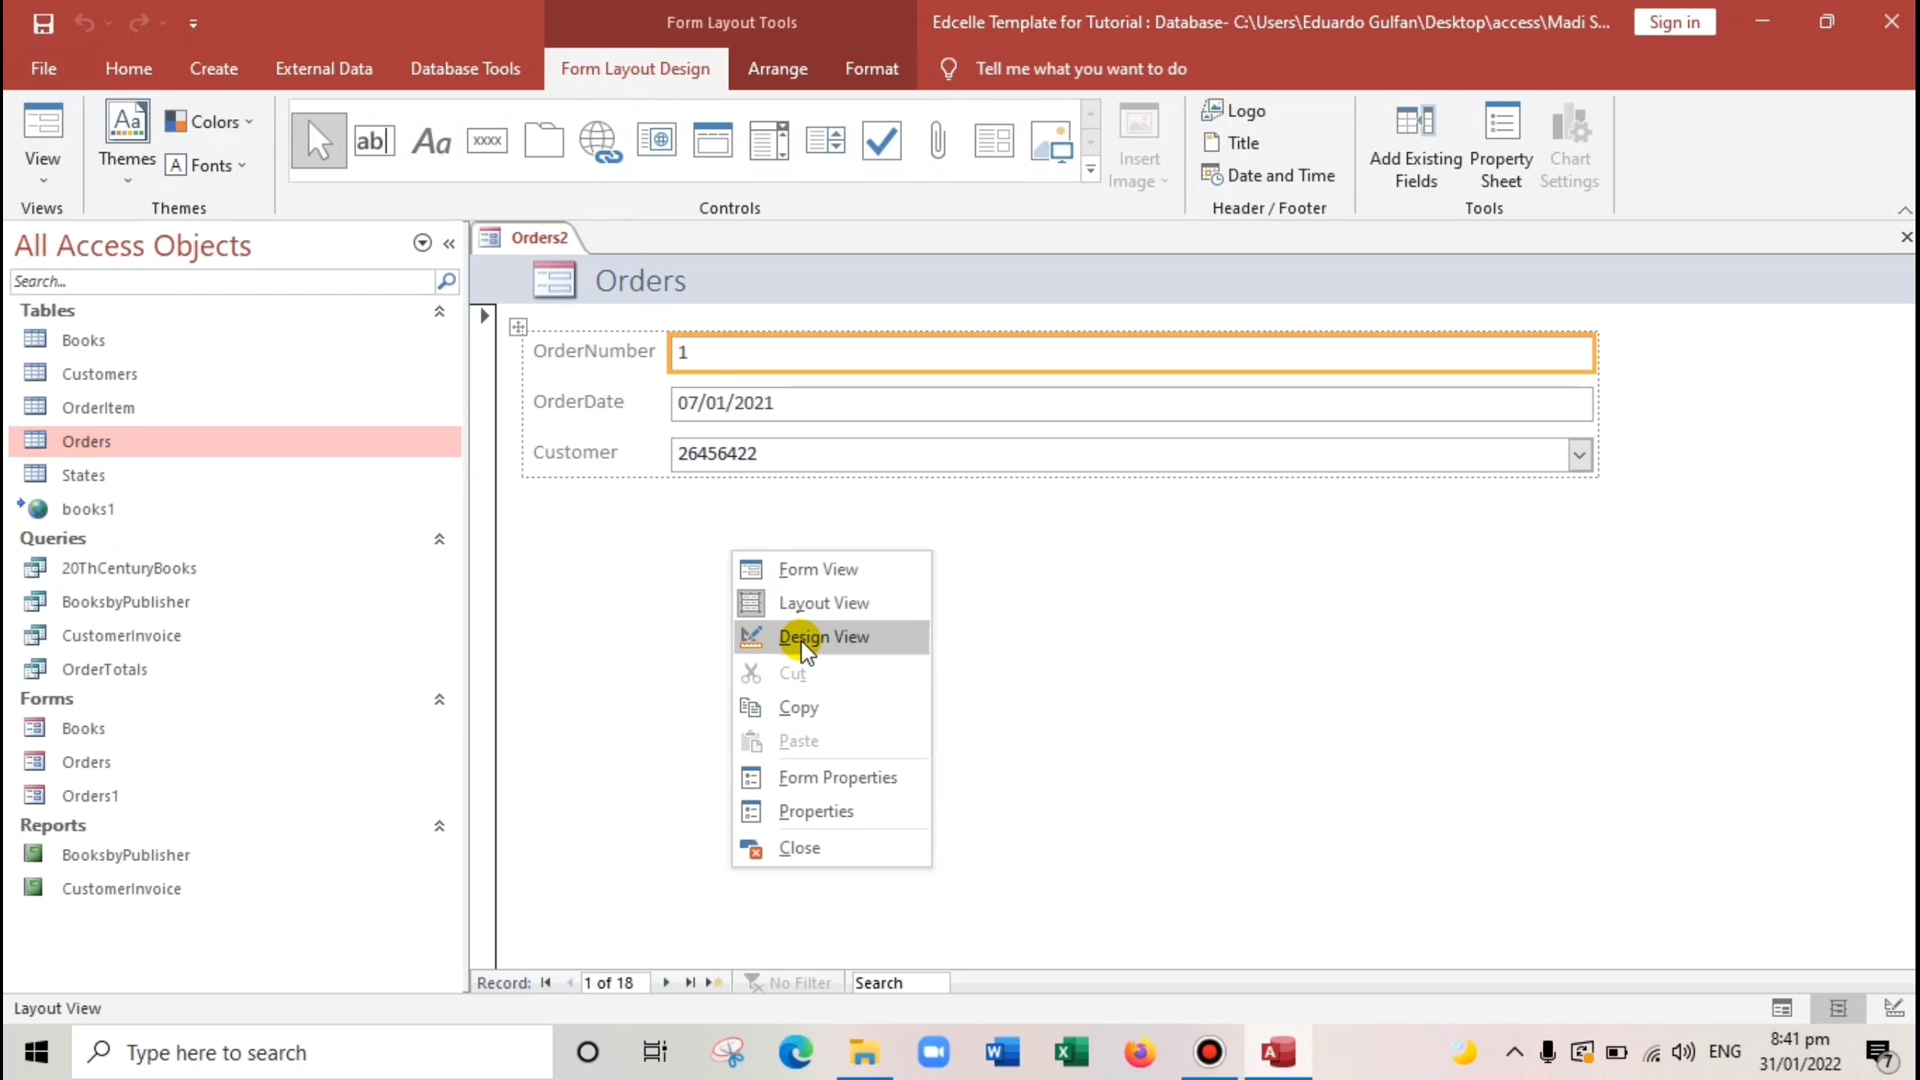 Form Layout Tools
Edcelle Template for Tutorial : Database- C:\Users\Eduardo Gulfan\Desktop\access\Madi S...
Sign in
File
Home
Create
External Data
Database Tools
Form Layout Design
Arrange
Format
Tell me what you want to do
View
Views
Aa
Themes
Colors
A Fonts
Themes
ab
Aa
XXXX
Controls
Insert
Image
Logo
Title
Date and Time
Header / Footer
Add Existing
Fields
Property
Sheet
Chart
Settings
Tools
All Access Objects
Search...
Tables
Books
Customers
OrderItem
Orders
States
books1
Queries
20ThCenturyBooks
BooksbyPublisher
CustomerInvoice
OrderTotals
Forms
Books
Orders
Orders1
Reports
BooksbyPublisher
CustomerInvoice
Orders2
Orders
OrderNumber 1
OrderDate 07/01/2021
Customer 26456422
Form View
Layout View
Design View
Cut
Copy
Paste
Form Properties
Properties
Close
Record: 1 of 18 No Filter Search
Layout View
Type here to search
ENG
8:41 pm
31/01/2022
7